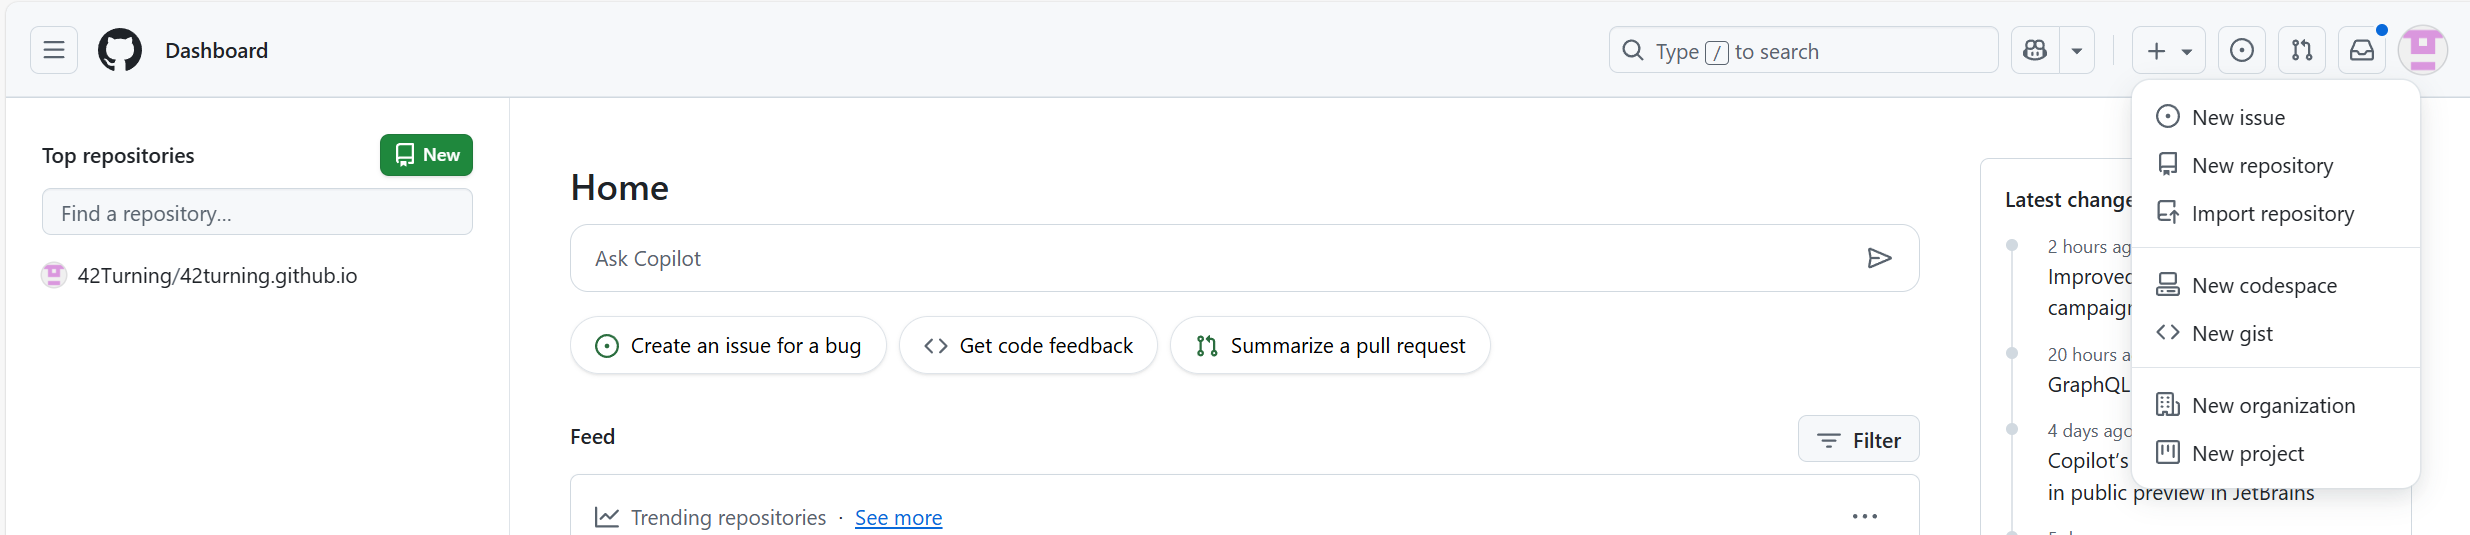 Dashboard
Type / to search
Top repositories
New
Find a repository...
42Turning/42turning.github.io
Home
Ask Copilot
Create an issue for a bug
Get code feedback
Summarize a pull request
Feed
Filter
Trending repositories · See more
Latest change
2 hours ag
Improved
campaign
20 hours a
GraphQL
4 days ago
Copilot's
in public preview in JetBrains
New issue
New repository
Import repository
New codespace
New gist
New organization
New project